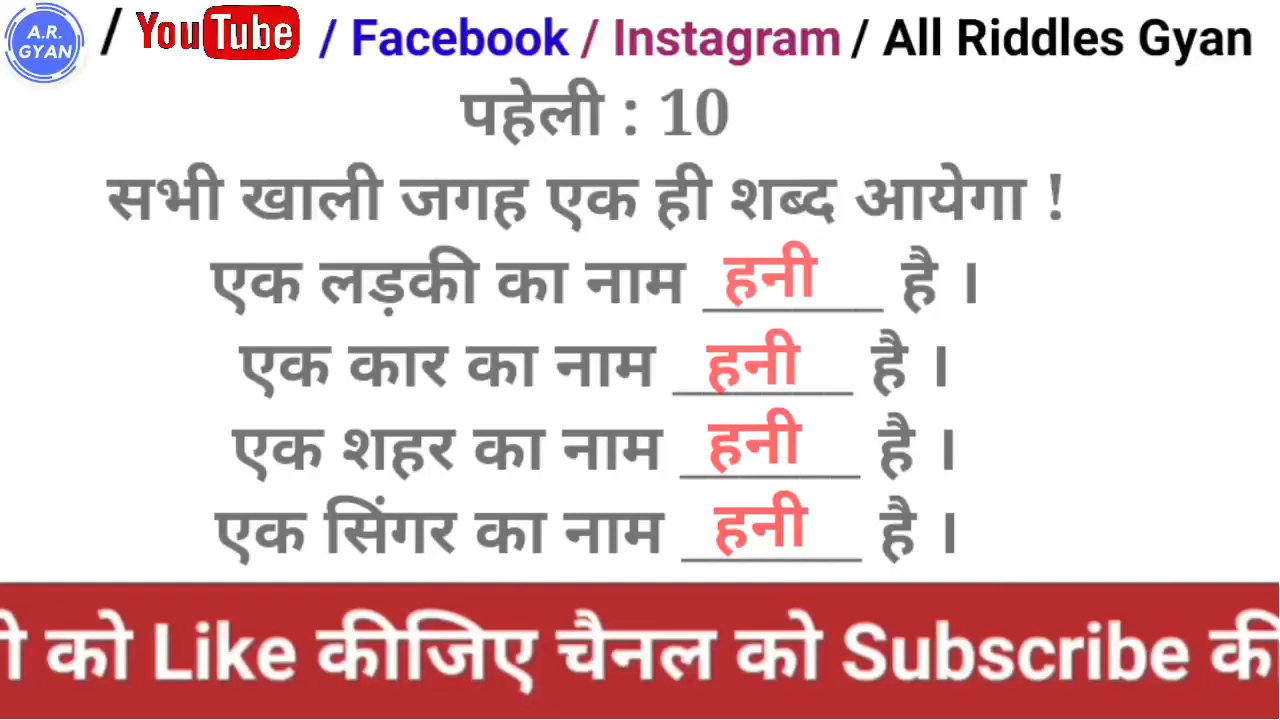 A.R. GYAN / YouTube / Facebook / Instagram / All Riddles Gyan
पहेली : 10
सभी खाली जगह एक ही शब्द आयेगा !
एक लड़की का नाम हनी है ।
एक कार का नाम हनी है ।
एक शहर का नाम हनी है ।
एक सिंगर का नाम हनी है ।
को Like कीजिए चैनल को Subscribe